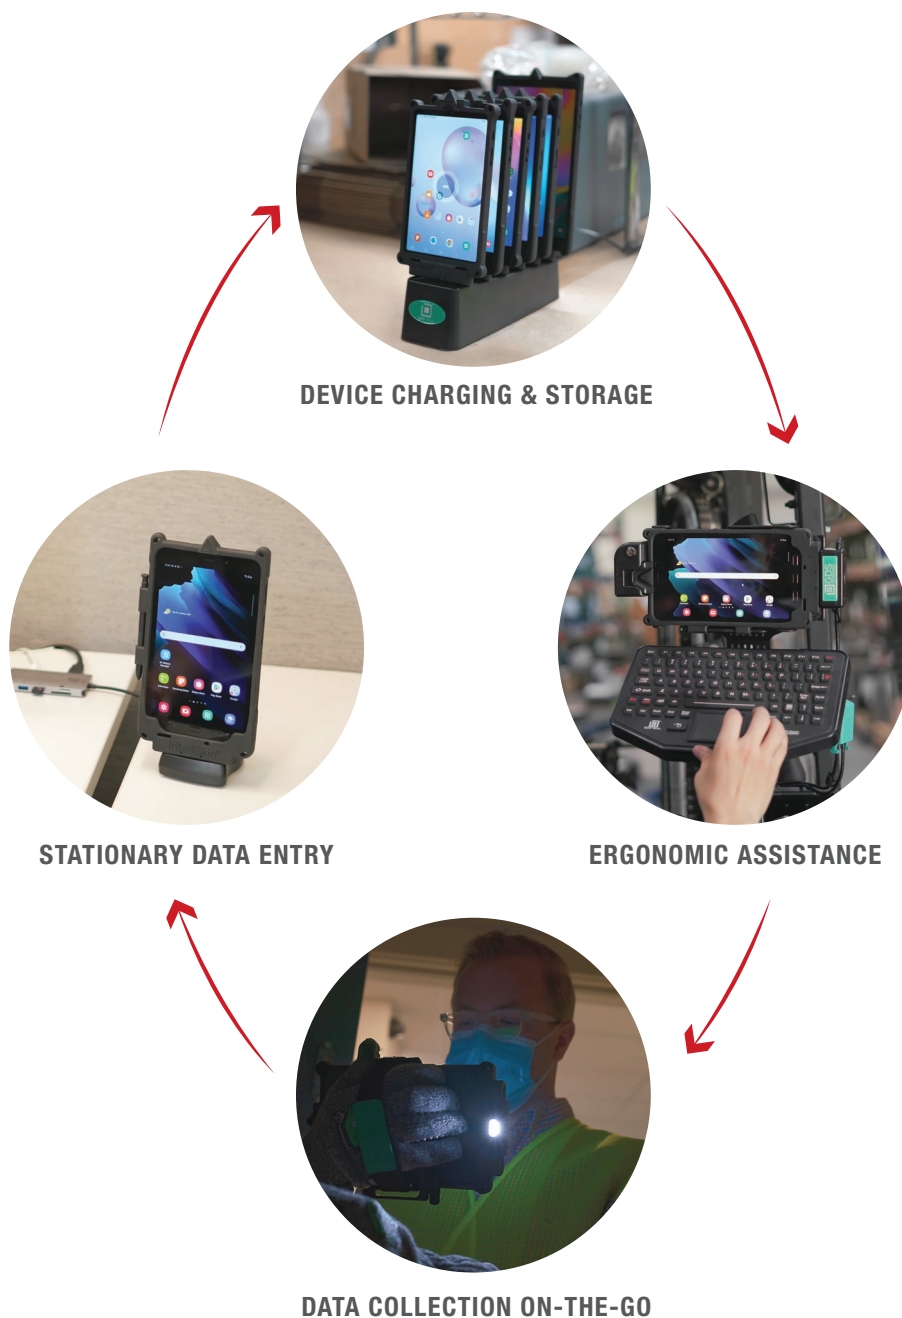 DEVICE CHARGING & STORAGE
STATIONARY DATA ENTRY
ERGONOMIC ASSISTANCE
DATA COLLECTION ON-THE-GO